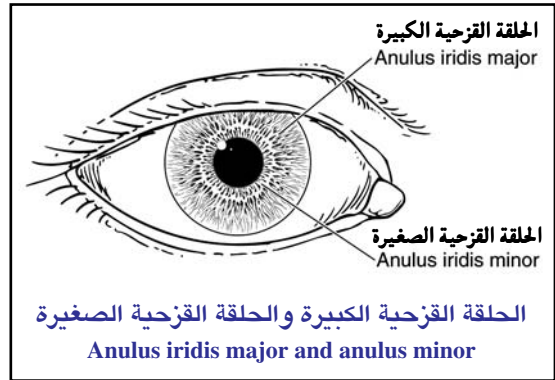 الحلقة القزحية الكبيرة
Anulus iridis major
الحلقة القزحية الصغيرة
Anulus iridis minor
الحلقة القزحية الكبيرة والحلقة القزحية الصغيرة
Anulus iridis major and anulus minor